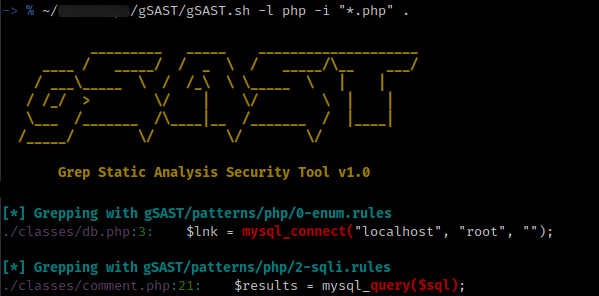 -> % ~/ /gSAST/gSAST.sh -l php -i "*.php" .
gSAST
Grep Static Analysis Security Tool v1.0
[*] Grepping with gSAST/patterns/php/0-enum.rules
./classes/db.php:3:    $lnk = mysql_connect("localhost", "root", "");
[*] Grepping with gSAST/patterns/php/2-sqli.rules
./classes/comment.php:21:    $results = mysql_query($sql);